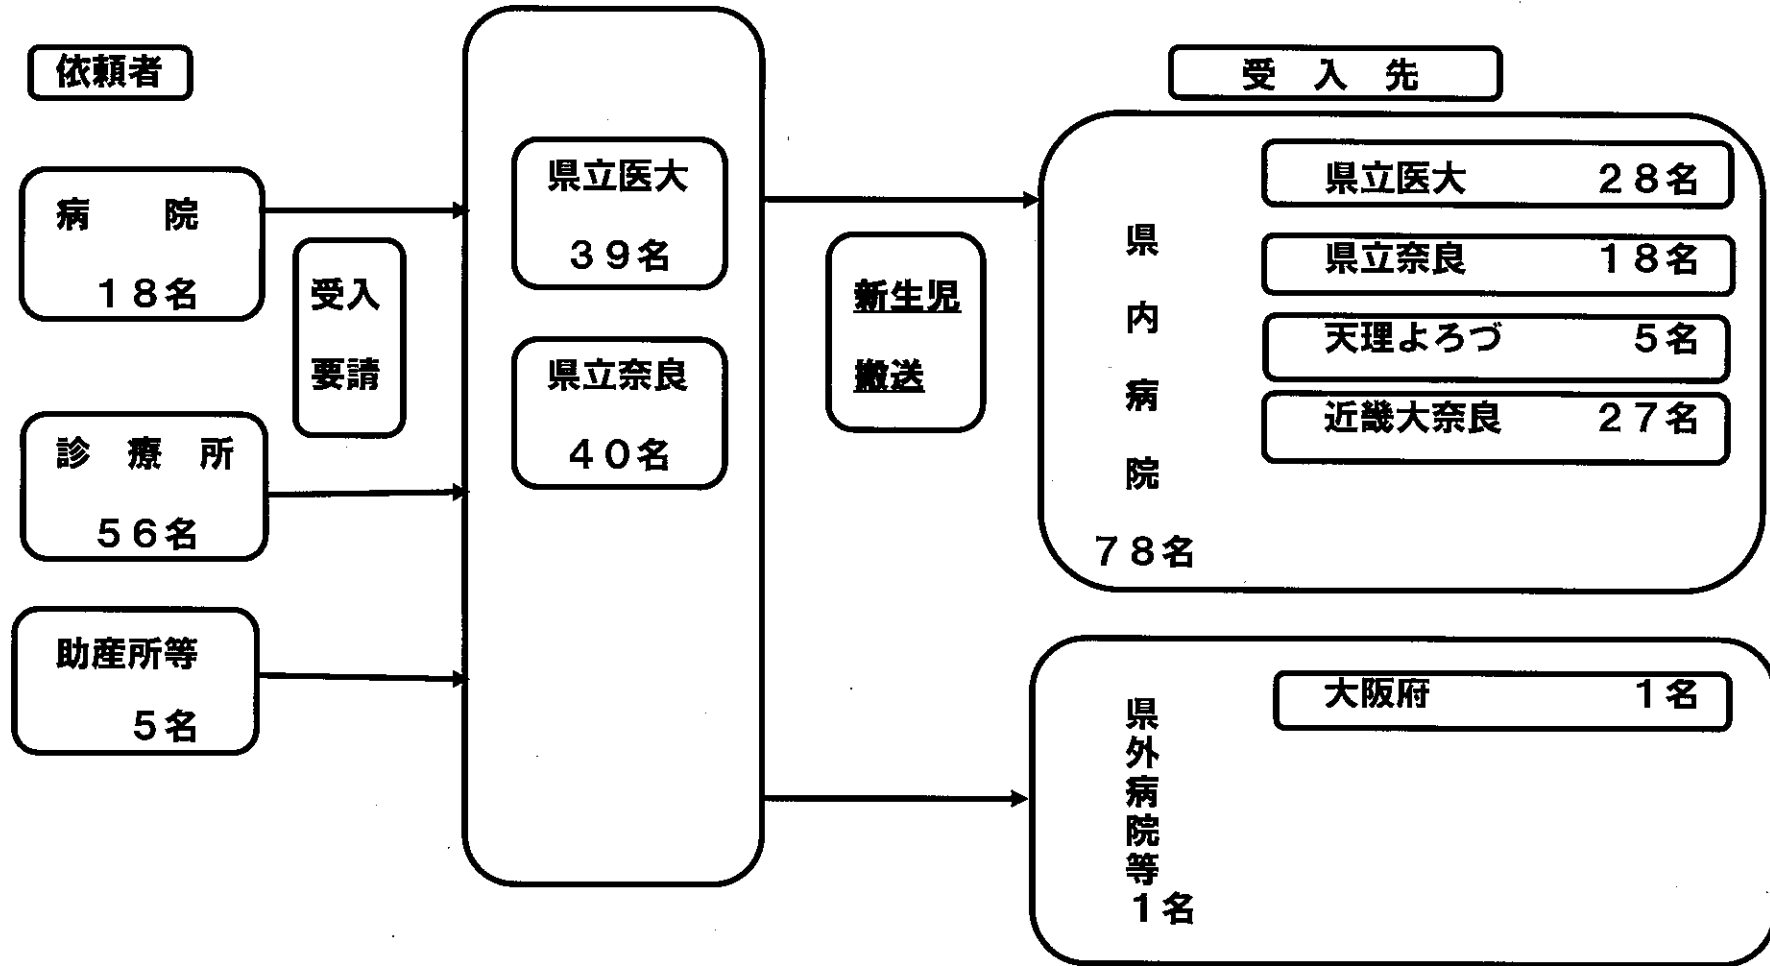 依頼者
病 院
18名
診 療 所
56名
助産所等
5名
受入
要請
県立医大
39名
県立奈良
40名
新生児
搬送
受 入 先
県内病院
78名
県立医大 28名
県立奈良 18名
天理よろづ 5名
近畿大奈良 27名
県外病院等
1名
大阪府 1名